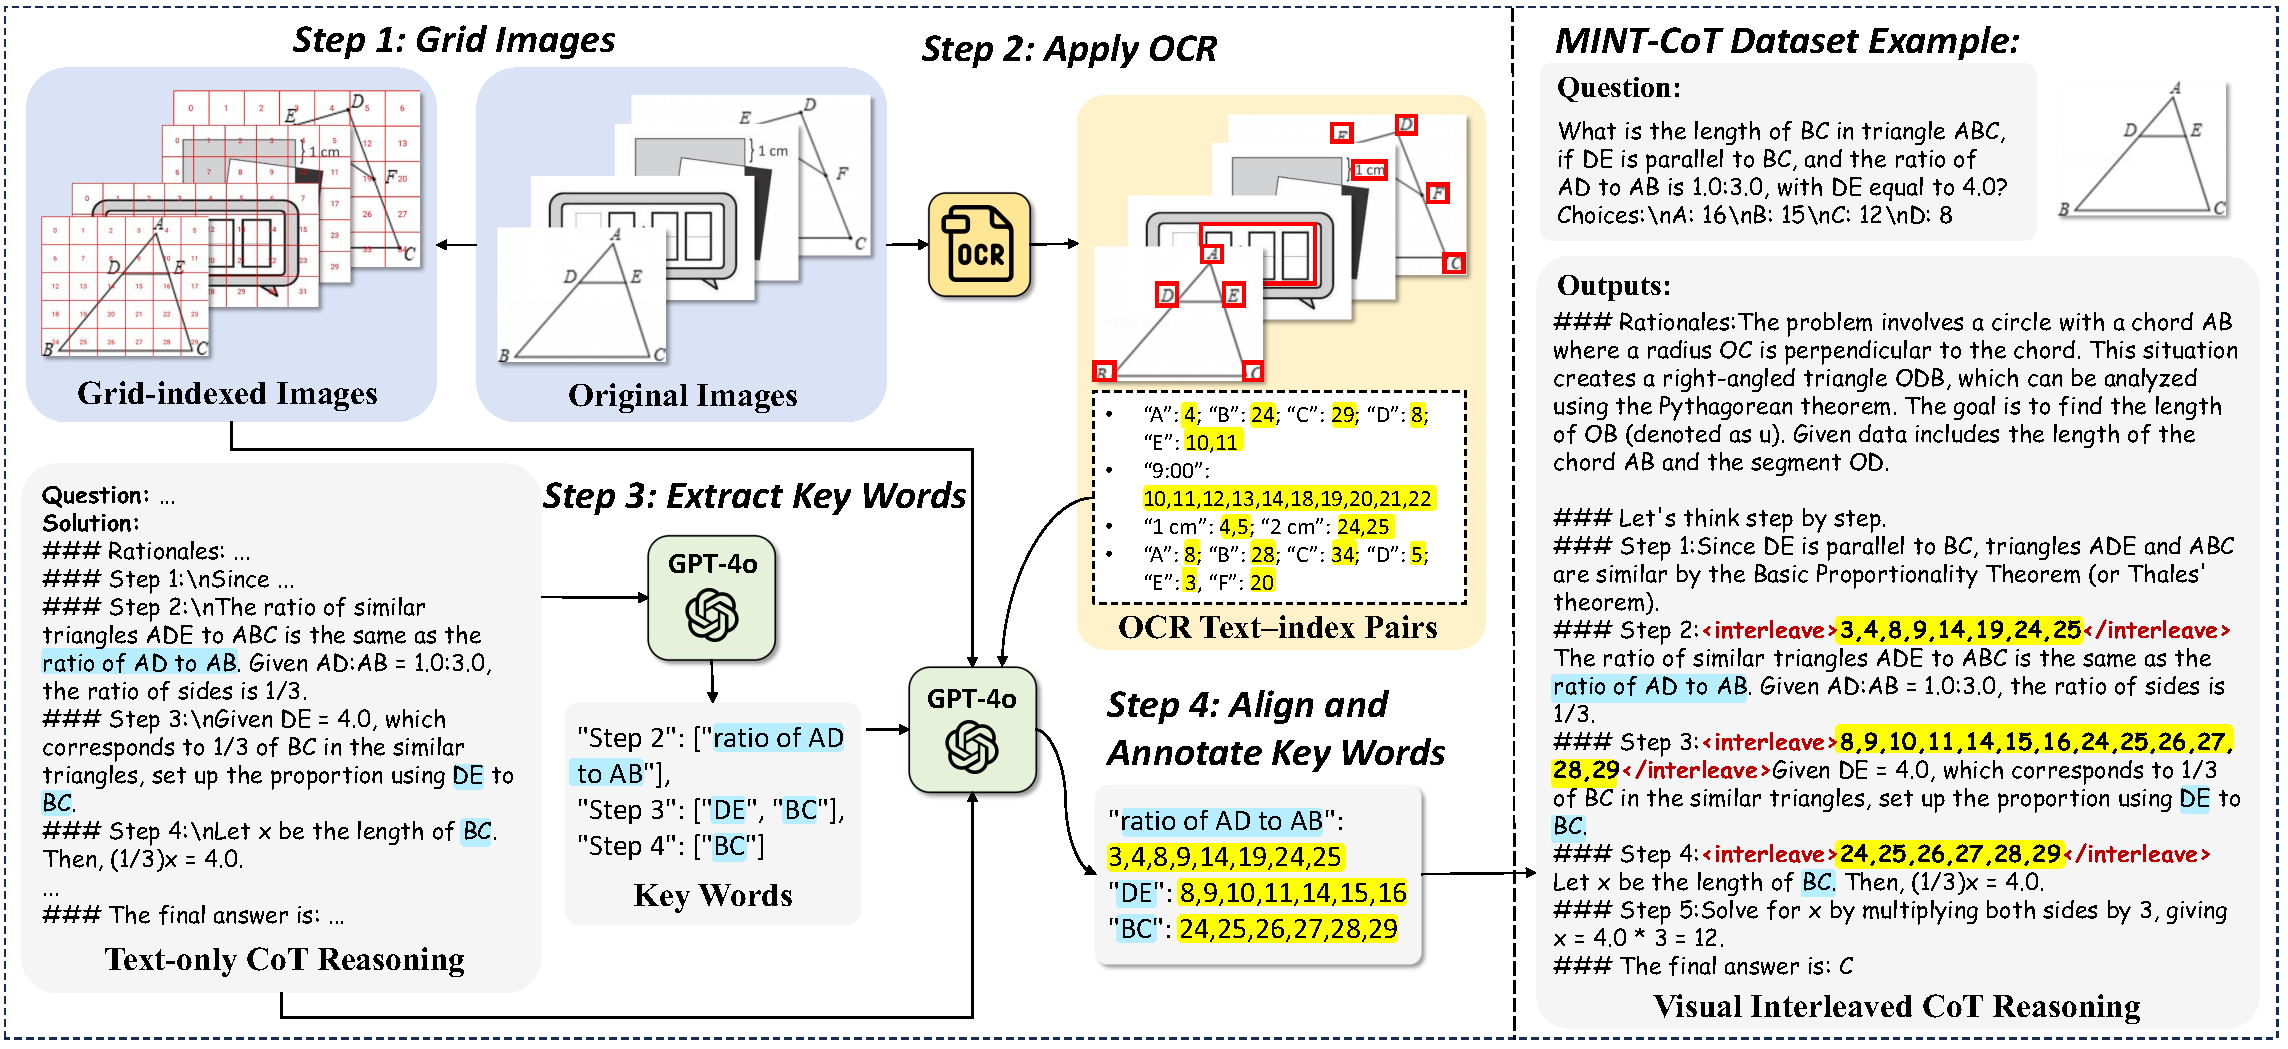 Step 1: Grid Images
Grid-indexed Images
Original Images
Step 2: Apply OCR
OCR
1 cm
A
B
C
D
E
F
• “A”: 4; “B”: 24; “C”: 29; “D”: 8;
“E”: 10,11
• “9:00”:
10,11,12,13,14,18,19,20,21,22
• “1 cm”: 4,5; “2 cm”: 24,25
• “A”: 8; “B”: 28; “C”: 34; “D”: 5;
“E”: 3, “F”: 20
OCR Text–index Pairs
Question: ...
Solution:
### Rationales: ...
### Step 1:\nSince ...
### Step 2:\nThe ratio of similar
triangles ADE to ABC is the same as the
ratio of AD to AB. Given AD:AB = 1.0:3.0,
the ratio of sides is 1/3.
### Step 3:\nGiven DE = 4.0, which
corresponds to 1/3 of BC in the similar
triangles, set up the proportion using DE to
BC.
### Step 4:\nLet x be the length of BC.
Then, (1/3)x = 4.0.
...
### The final answer is: ...
Text-only CoT Reasoning
Step 3: Extract Key Words
GPT-4o
"Step 2": ["ratio of AD
to AB"],
"Step 3": ["DE", "BC"],
"Step 4": ["BC"]
Key Words
GPT-4o
Step 4: Align and
Annotate Key Words
"ratio of AD to AB":
3,4,8,9,14,19,24,25
"DE": 8,9,10,11,14,15,16
"BC": 24,25,26,27,28,29
MINT-CoT Dataset Example:
Question:
What is the length of BC in triangle ABC,
if DE is parallel to BC, and the ratio of
AD to AB is 1.0:3.0, with DE equal to 4.0?
Choices:\nA: 16\nB: 15\nC: 12\nD: 8
A
D
E
B
C
Outputs:
### Rationales:The problem involves a circle with a chord AB
where a radius OC is perpendicular to the chord. This situation
creates a right-angled triangle ODB, which can be analyzed
using the Pythagorean theorem. The goal is to find the length
of OB (denoted as u). Given data includes the length of the
chord AB and the segment OD.
### Let's think step by step.
### Step 1:Since DE is parallel to BC, triangles ADE and ABC
are similar by the Basic Proportionality Theorem (or Thales'
theorem).
### Step 2:<interleave>3,4,8,9,14,19,24,25</interleave>
The ratio of similar triangles ADE to ABC is the same as the
ratio of AD to AB. Given AD:AB = 1.0:3.0, the ratio of sides is
1/3.
### Step 3:<interleave>8,9,10,11,14,15,16,24,25,26,27,
28,29</interleave>Given DE = 4.0, which corresponds to 1/3
of BC in the similar triangles, set up the proportion using DE to
BC.
### Step 4:<interleave>24,25,26,27,28,29</interleave>
Let x be the length of BC. Then, (1/3)x = 4.0.
### Step 5:Solve for x by multiplying both sides by 3, giving
x = 4.0 * 3 = 12.
### The final answer is: C
Visual Interleaved CoT Reasoning